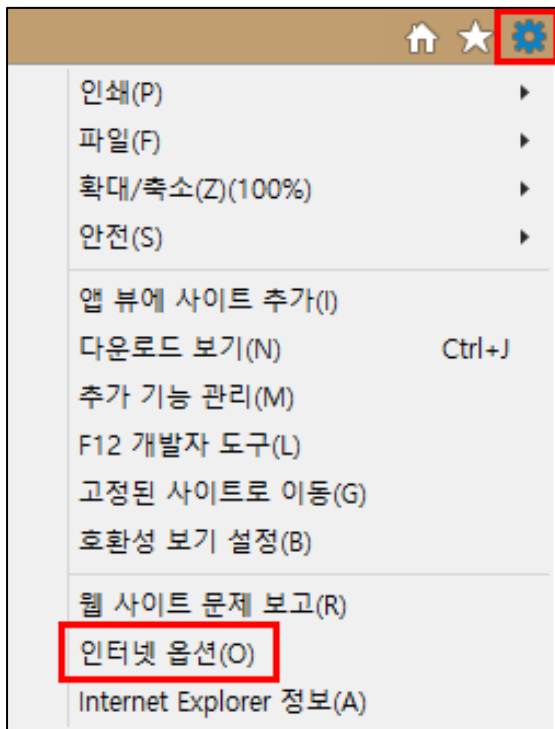 인쇄(P)
파일(F)
확대/축소(Z)(100%)
안전(S)
앱 뷰에 사이트 추가(I)
다운로드 보기(N) Ctrl+J
추가 기능 관리(M)
F12 개발자 도구(L)
고정된 사이트로 이동(G)
호환성 보기 설정(B)
웹 사이트 문제 보고(R)
인터넷 옵션(O)
Internet Explorer 정보(A)